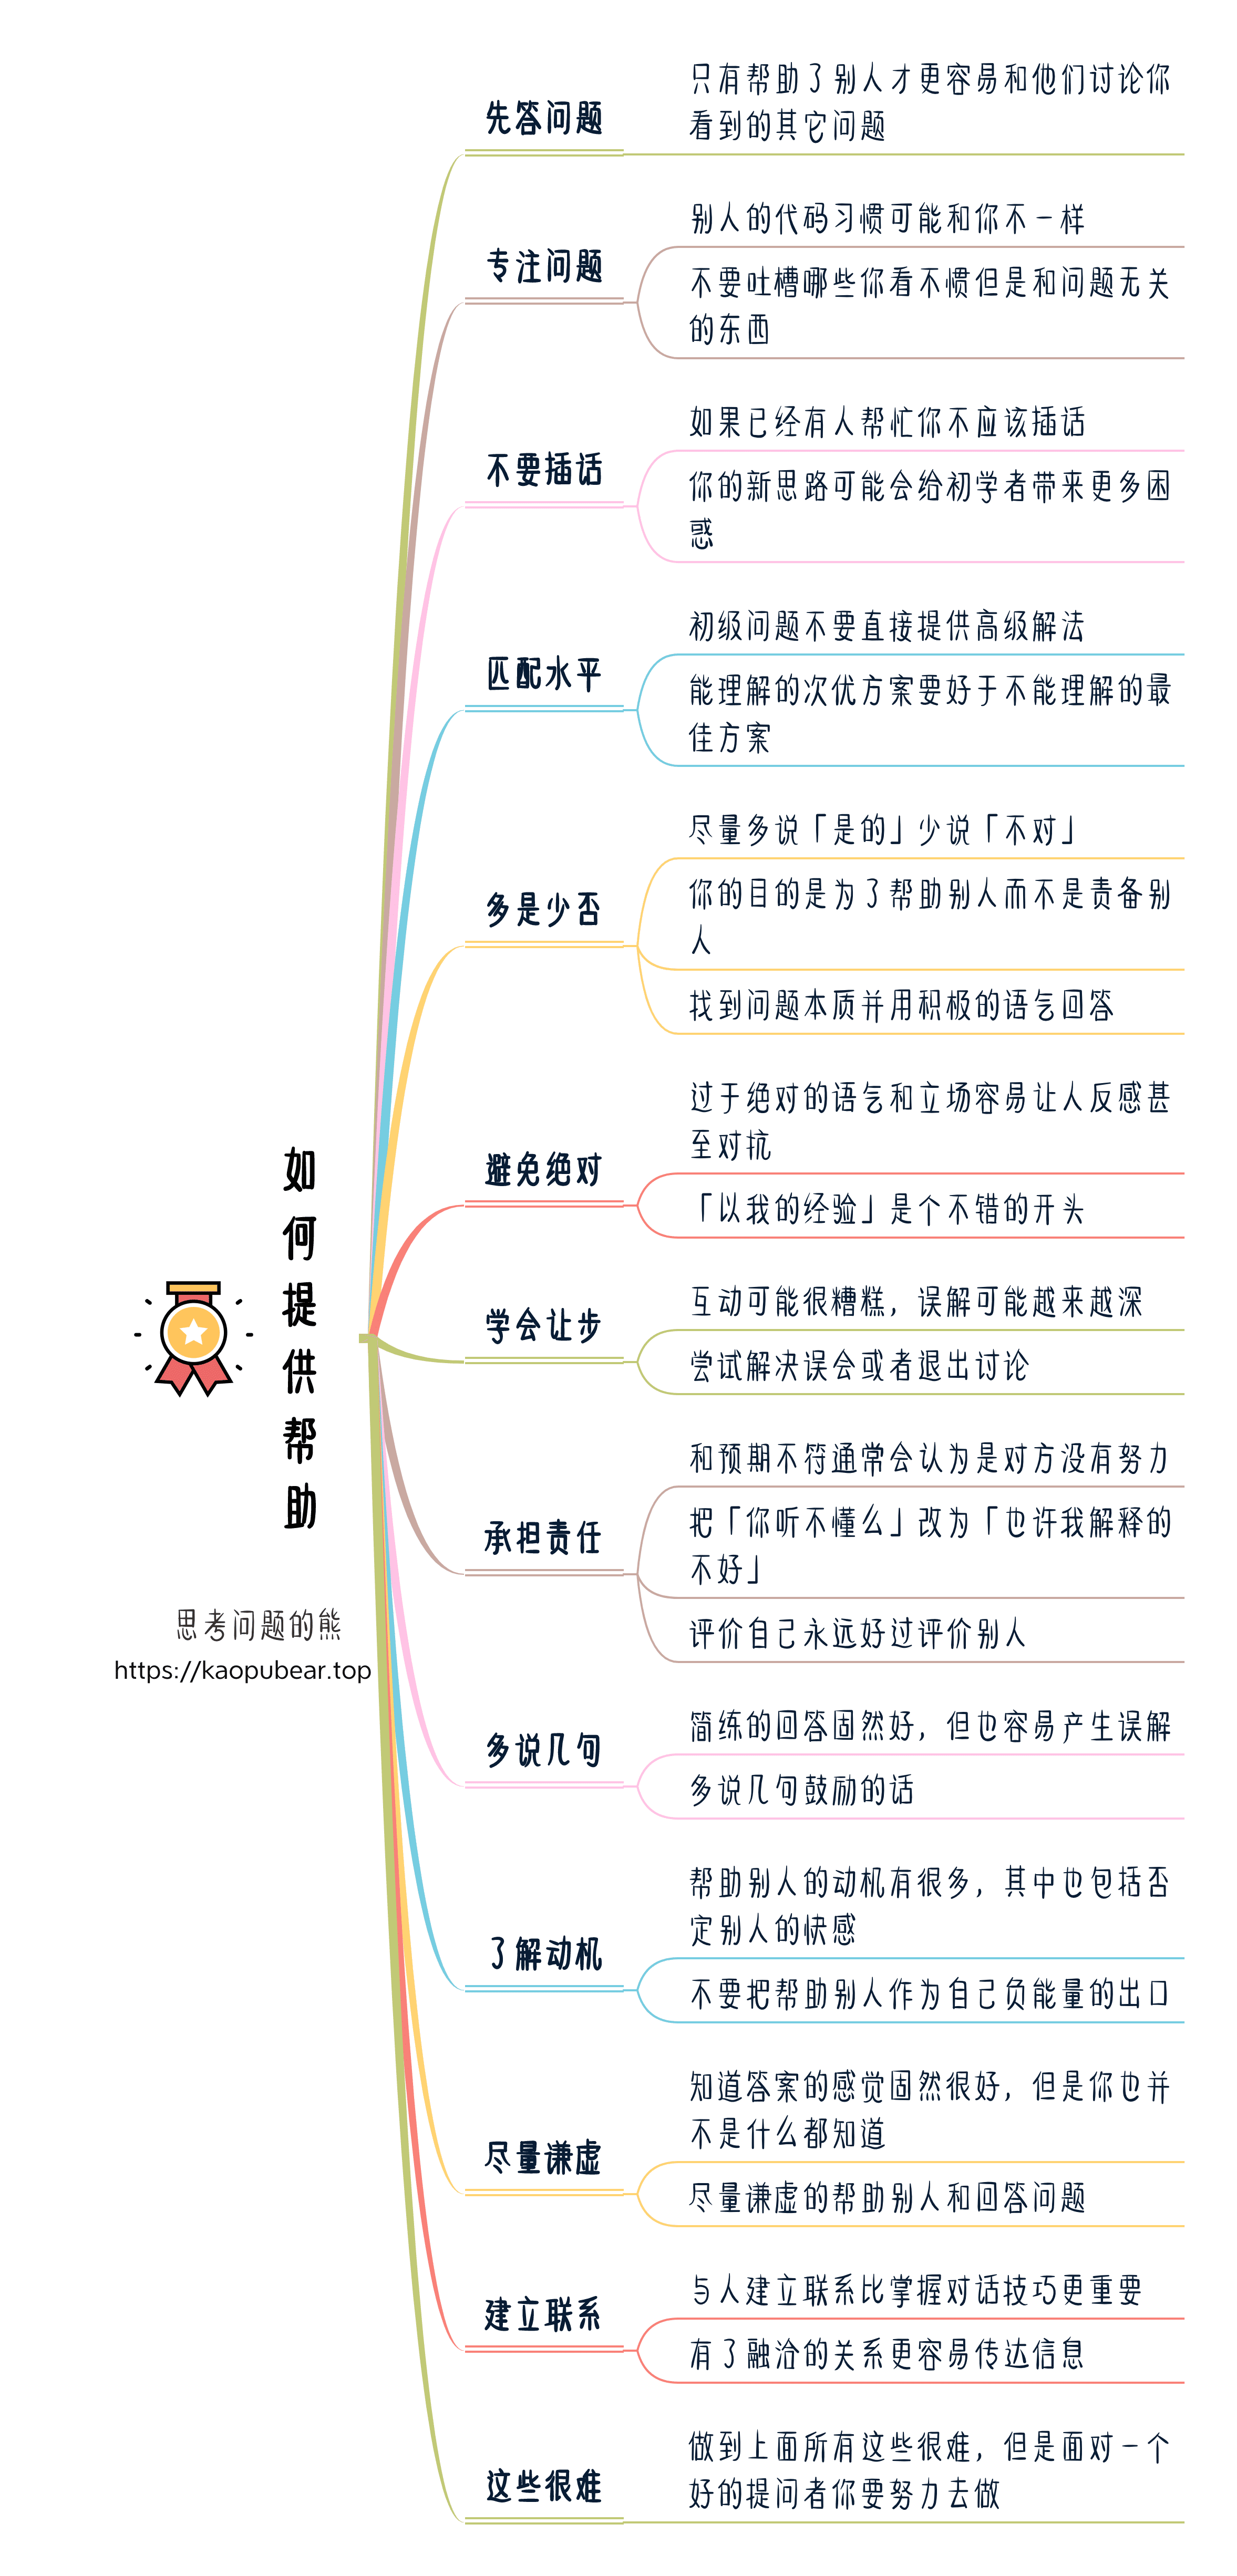 如何提供帮助
思考问题的熊
https://kaopubear.top
先答问题
只有帮助了别人才更容易和他们讨论你
看到的其它问题
专注问题
别人的代码习惯可能和你不一样
不要吐槽哪些你看不惯但是和问题无关
的东西
不要插话
如果已经有人帮忙你不应该插话
你的新思路可能会给初学者带来更多困
惑
匹配水平
初级问题不要直接提供高级解法
能理解的次优方案要好于不能理解的最
佳方案
多是少否
尽量多说「是的」少说「不对」
你的目的是为了帮助别人而不是责备别
人
找到问题本质并用积极的语气回答
避免绝对
过于绝对的语气和立场容易让人反感甚
至对抗
「以我的经验」是个不错的开头
学会让步
互动可能很糟糕，误解可能越来越深
尝试解决误会或者退出讨论
承担责任
和预期不符通常会认为是对方没有努力
把「你听不懂么」改为「也许我解释的
不好」
评价自己永远好过评价别人
多说几句
简练的回答固然好，但也容易产生误解
多说几句鼓励的话
了解动机
帮助别人的动机有很多，其中也包括否
定别人的快感
不要把帮助别人作为自己负能量的出口
尽量谦虚
知道答案的感觉固然很好，但是你也并
不是什么都知道
尽量谦虚的帮助别人和回答问题
建立联系
与人建立联系比掌握对话技巧更重要
有了融洽的关系更容易传达信息
这些很难
做到上面所有这些很难，但是面对一个
好的提问者你要努力去做